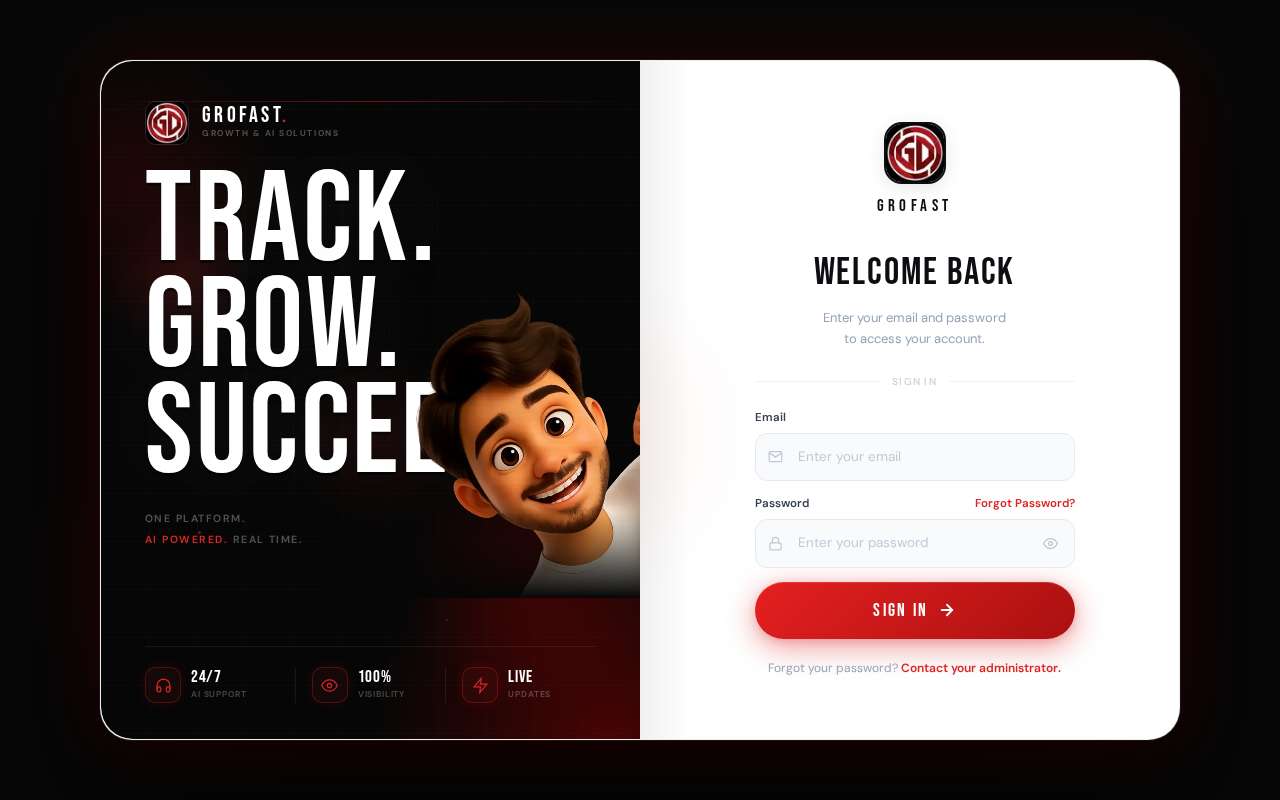 GROFAST.
GROWTH & AI SOLUTIONS
TRACK.
GROW.
SUCCEE
ONE PLATFORM.
AI POWERED. REAL TIME.
24/7
AI SUPPORT
100%
VISIBILITY
LIVE
UPDATES
GROFAST
WELCOME BACK
Enter your email and password
to access your account.
SIGN IN
Email
Enter your email
Password Forgot Password?
Enter your password
SIGN IN →
Forgot your password? Contact your administrator.